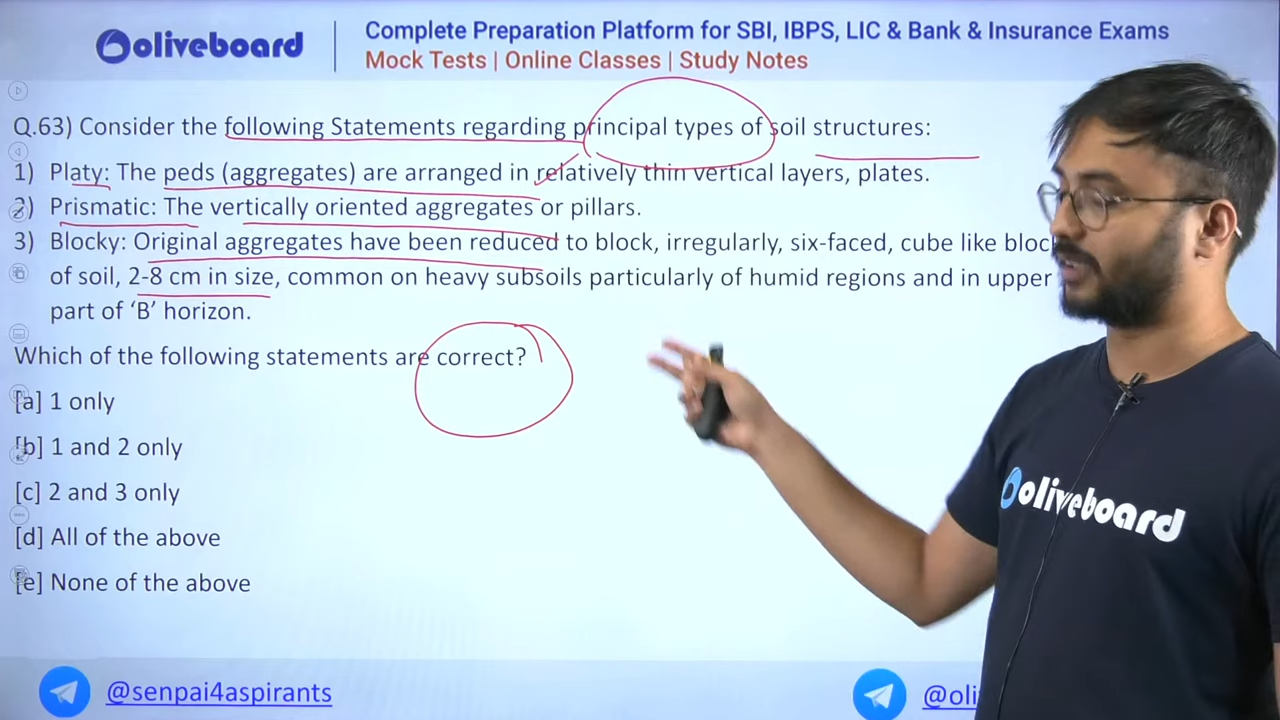 oliveboard
Complete Preparation Platform for SBI, IBPS, LIC & Bank & Insurance Exams
Mock Tests | Online Classes | Study Notes
Q.63) Consider the following Statements regarding principal types of soil structures:
1) Platy: The peds (aggregates) are arranged in relatively thin vertical layers, plates.
2) Prismatic: The vertically oriented aggregates or pillars.
3) Blocky: Original aggregates have been reduced to block, irregularly, six-faced, cube like
of soil, 2-8 cm in size, common on heavy subsoils particularly of humid regions and in upper
part of ‘B’ horizon.
Which of the following statements are correct?
[a] 1 only
[b] 1 and 2 only
[c] 2 and 3 only
[d] All of the above
[e] None of the above
oliveboard
@senpai4aspirants